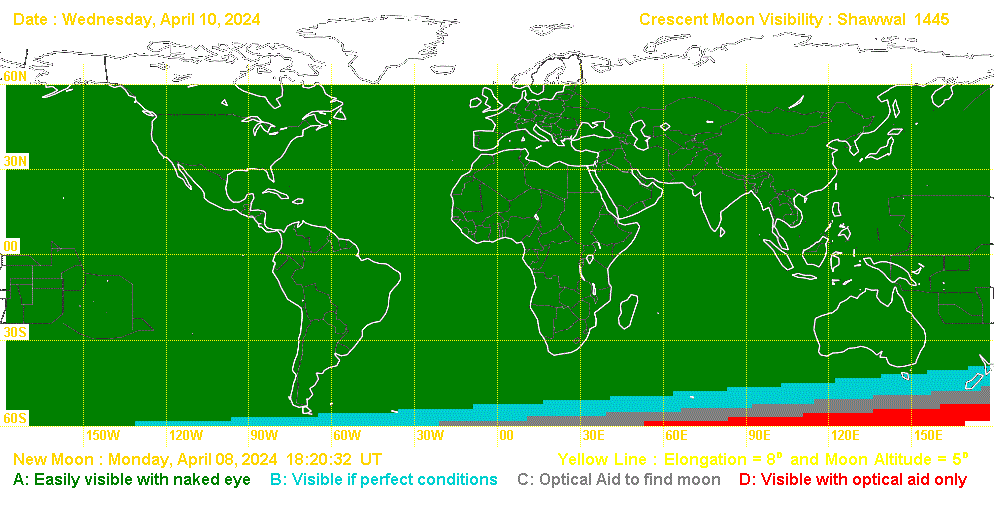 Date : Wednesday, April 10, 2024 Crescent Moon Visibility : Shawwal 1445
60N
30N
00
30S
60S
150W 120W 90W 60W 30W 00 30E 60E 90E 120E 150E
New Moon : Monday, April 08, 2024 18:20:32 UT Yellow Line : Elongation = 8° and Moon Altitude = 5°
A: Easily visible with naked eye B: Visible if perfect conditions C: Optical Aid to find moon D: Visible with optical aid only